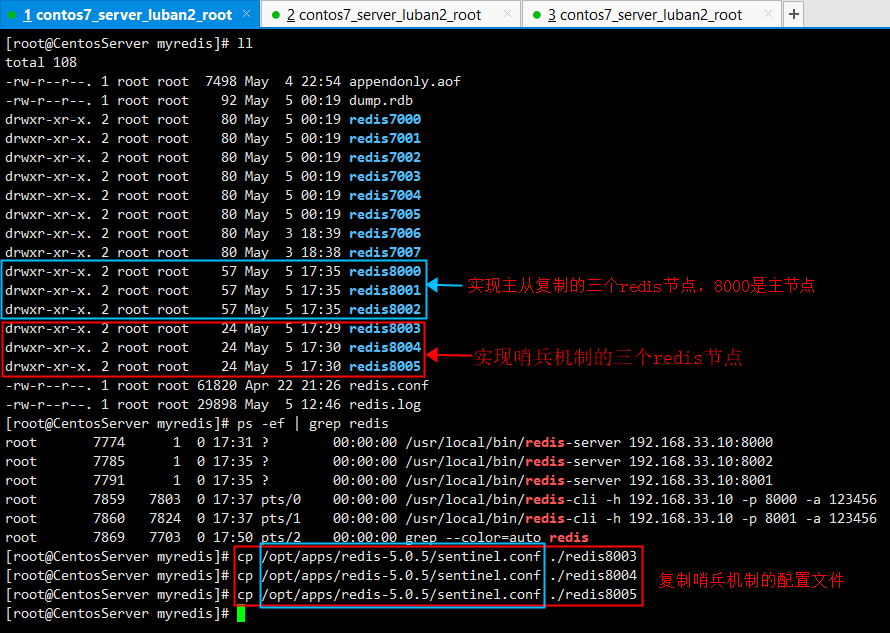 1 contos7_server_luban2_root × 2 contos7_server_luban2_root × 3 contos7_server_luban2_root × +
[root@CentosServer myredis]# ll
total 108
-rw-r--r--. 1 root root  7498 May  4 22:54 appendonly.aof
-rw-r--r--. 1 root root    92 May  5 00:19 dump.rdb
drwxr-xr-x. 2 root root    80 May  5 00:19 redis7000
drwxr-xr-x. 2 root root    80 May  5 00:19 redis7001
drwxr-xr-x. 2 root root    80 May  5 00:19 redis7002
drwxr-xr-x. 2 root root    80 May  5 00:19 redis7003
drwxr-xr-x. 2 root root    80 May  5 00:19 redis7004
drwxr-xr-x. 2 root root    80 May  5 00:19 redis7005
drwxr-xr-x. 2 root root    80 May  3 18:39 redis7006
drwxr-xr-x. 2 root root    80 May  3 18:38 redis7007
drwxr-xr-x. 2 root root    57 May  5 17:35 redis8000
drwxr-xr-x. 2 root root    57 May  5 17:35 redis8001
实现主从复制的三个redis节点，8000是主节点
drwxr-xr-x. 2 root root    57 May  5 17:35 redis8002
drwxr-xr-x. 2 root root    24 May  5 17:29 redis8003
drwxr-xr-x. 2 root root    24 May  5 17:30 redis8004
实现哨兵机制的三个redis节点
drwxr-xr-x. 2 root root    24 May  5 17:30 redis8005
-rw-r--r--. 1 root root 61820 Apr 22 21:26 redis.conf
-rw-r--r--. 1 root root 29898 May  5 12:46 redis.log
[root@CentosServer myredis]# ps -ef | grep redis
root       7774      1  0 17:31 ?        00:00:00 /usr/local/bin/redis-server 192.168.33.10:8000
root       7785      1  0 17:35 ?        00:00:00 /usr/local/bin/redis-server 192.168.33.10:8002
root       7791      1  0 17:35 ?        00:00:00 /usr/local/bin/redis-server 192.168.33.10:8001
root       7859   7803  0 17:37 pts/0    00:00:00 /usr/local/bin/redis-cli -h 192.168.33.10 -p 8000 -a 123456
root       7860   7824  0 17:37 pts/1    00:00:00 /usr/local/bin/redis-cli -h 192.168.33.10 -p 8001 -a 123456
root       7869   7703  0 17:50 pts/2    00:00:00 grep --color=auto redis
[root@CentosServer myredis]# cp /opt/apps/redis-5.0.5/sentinel.conf ./redis8003
[root@CentosServer myredis]# cp /opt/apps/redis-5.0.5/sentinel.conf ./redis8004
复制哨兵机制的配置文件
[root@CentosServer myredis]# cp /opt/apps/redis-5.0.5/sentinel.conf ./redis8005
[root@CentosServer myredis]#